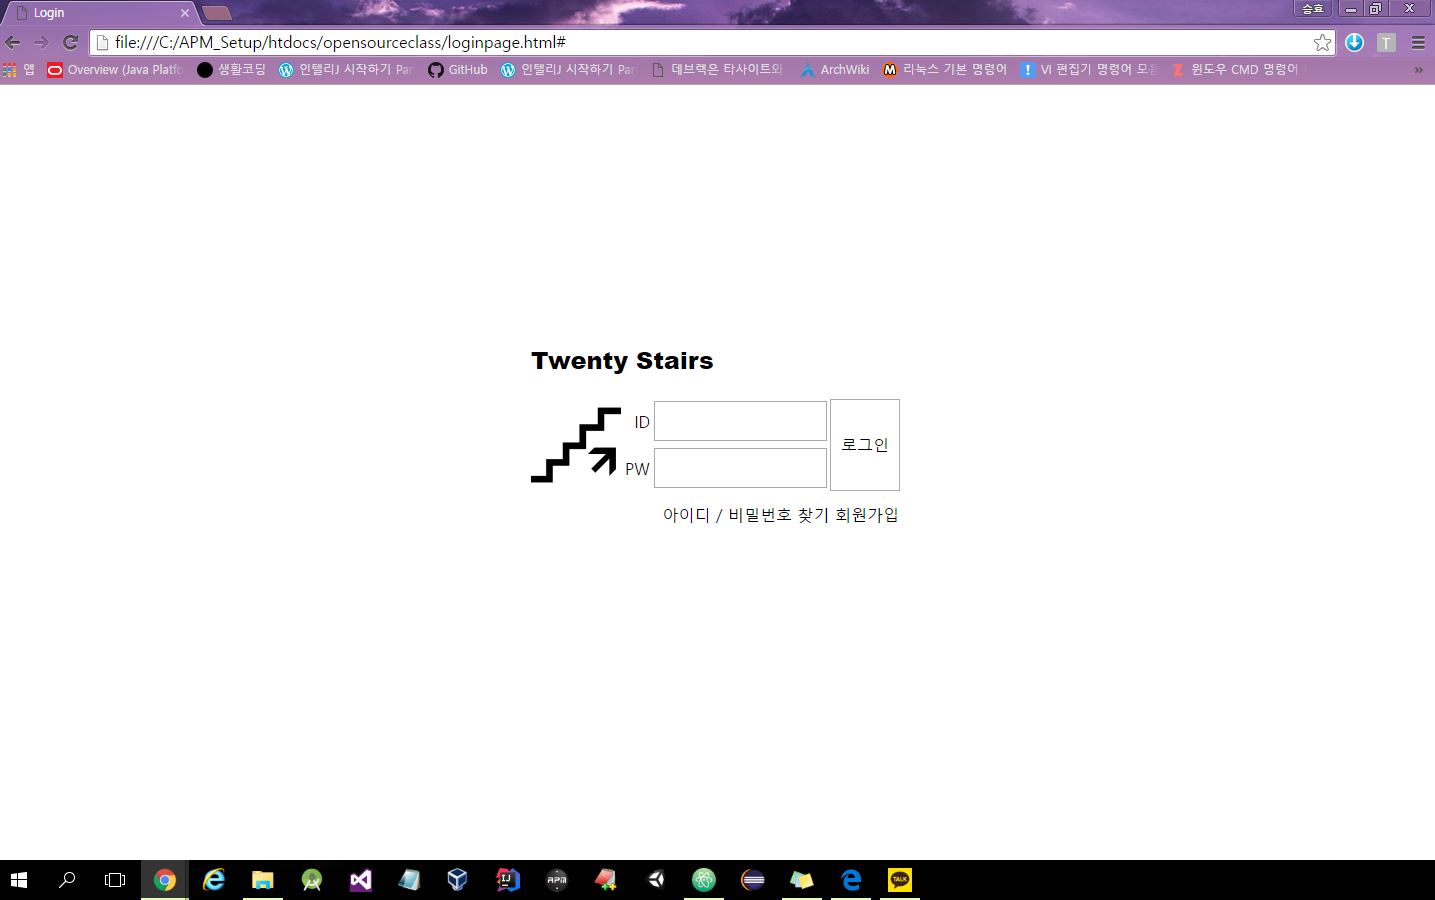 Login
승효
file:///C:/APM_Setup/htdocs/opensourceclass/loginpage.html#
T
앱 Overview (Java Platfo 생활코딩 인텔리J 시작하기 Par GitHub 인텔리J 시작하기 Par 데브렉은 타사이트와 ArchWiki 리눅스 기본 명령어 VI 편집기 명령어 모음 윈도우 CMD 명령어 »
Twenty Stairs
ID
로그인
PW
아이디 / 비밀번호 찾기 회원가입
IJ
APM
TALK